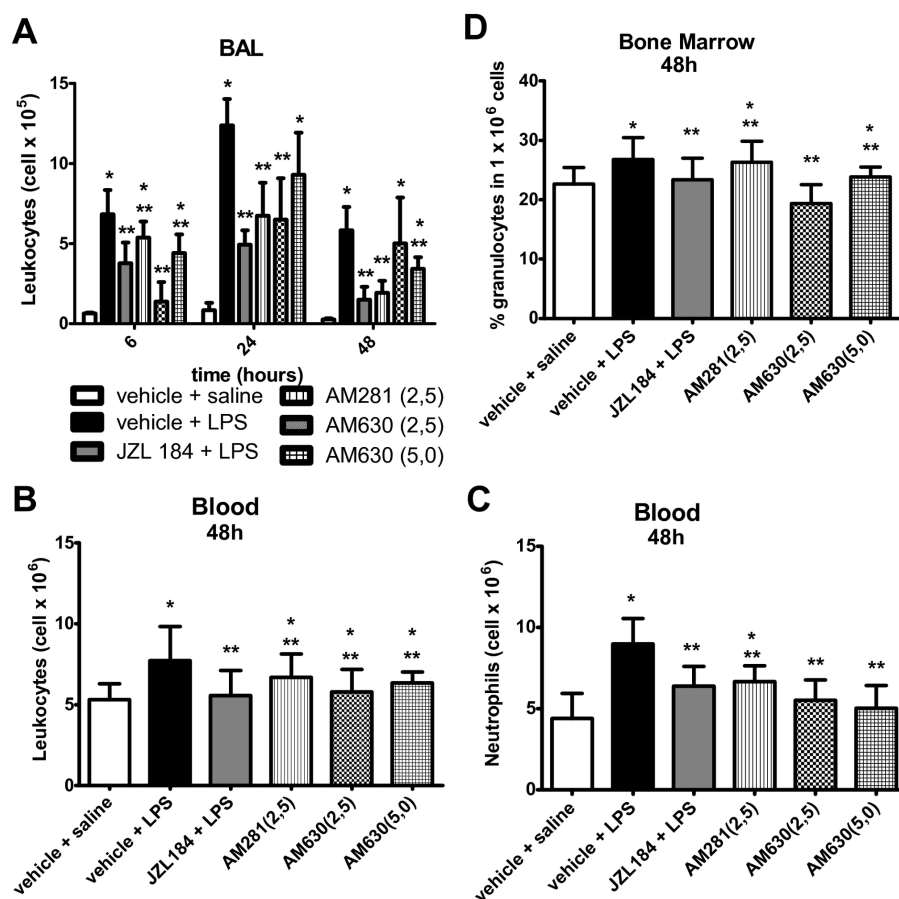 A
BAL
Leukocytes (cell x 10⁵)
15
10
5
0
* * ** * ** ** * **
* ** ** ** *
* ** ** * * **
6 24 48
time (hours)
vehicle + saline
vehicle + LPS
JZL 184 + LPS
AM281 (2,5)
AM630 (2,5)
AM630 (5,0)
D
Bone Marrow
48h
% granulocytes in 1 x 10⁶ cells
40
30
20
10
0
* ** * ** ** * **
vehicle + saline
vehicle + LPS
JZL184 + LPS
AM281(2,5)
AM630(2,5)
AM630(5,0)
B
Blood
48h
Leukocytes (cell x 10⁶)
15
10
5
0
* ** * ** * ** * **
vehicle + saline
vehicle + LPS
JZL184 + LPS
AM281(2,5)
AM630(2,5)
AM630(5,0)
C
Blood
48h
Neutrophils (cell x 10⁶)
15
10
5
0
* ** * ** ** **
vehicle + saline
vehicle + LPS
JZL184 + LPS
AM281(2,5)
AM630(2,5)
AM630(5,0)